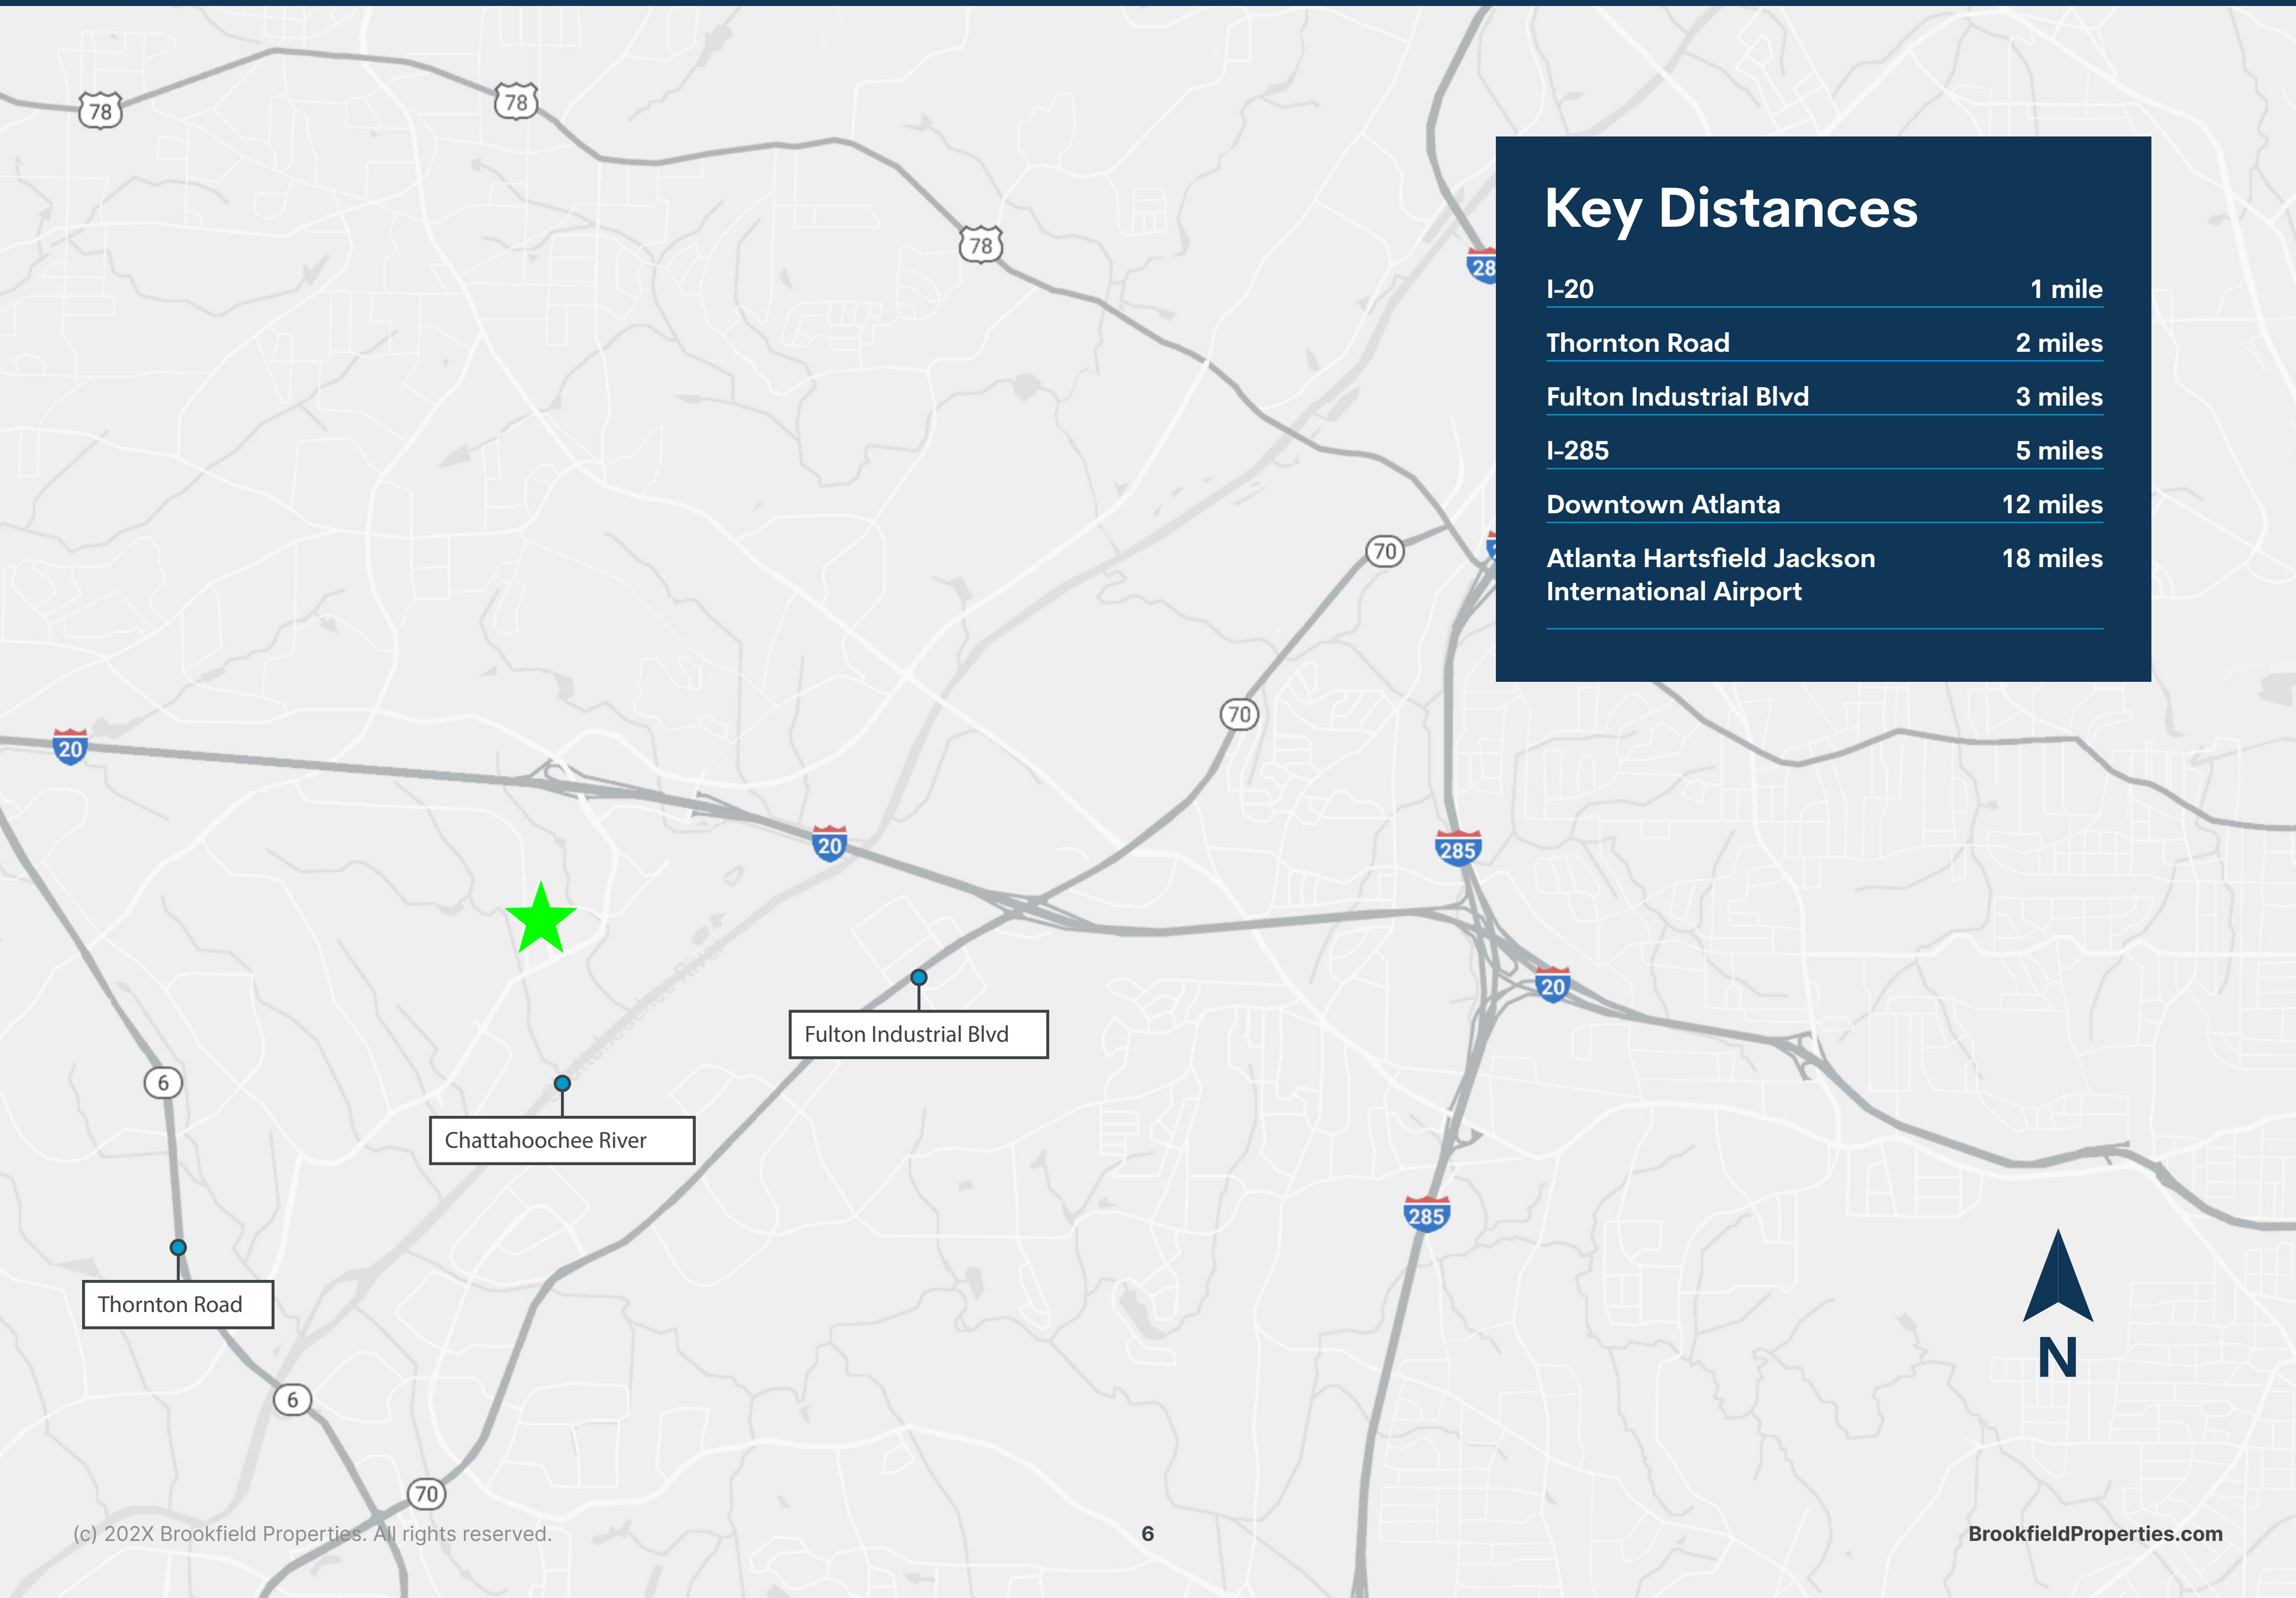 78
78
78
28
Key Distances
I-20 1 mile
Thornton Road 2 miles
Fulton Industrial Blvd 3 miles
I-285 5 miles
Downtown Atlanta 12 miles
Atlanta Hartsfield Jackson 18 miles
International Airport
70
70
20
20
285
20
Chattahoochee River
Fulton Industrial Blvd
6
Chattahoochee River
285
Thornton Road
N
6
70
(c) 202X Brookfield Properties. All rights reserved.
6
BrookfieldProperties.com